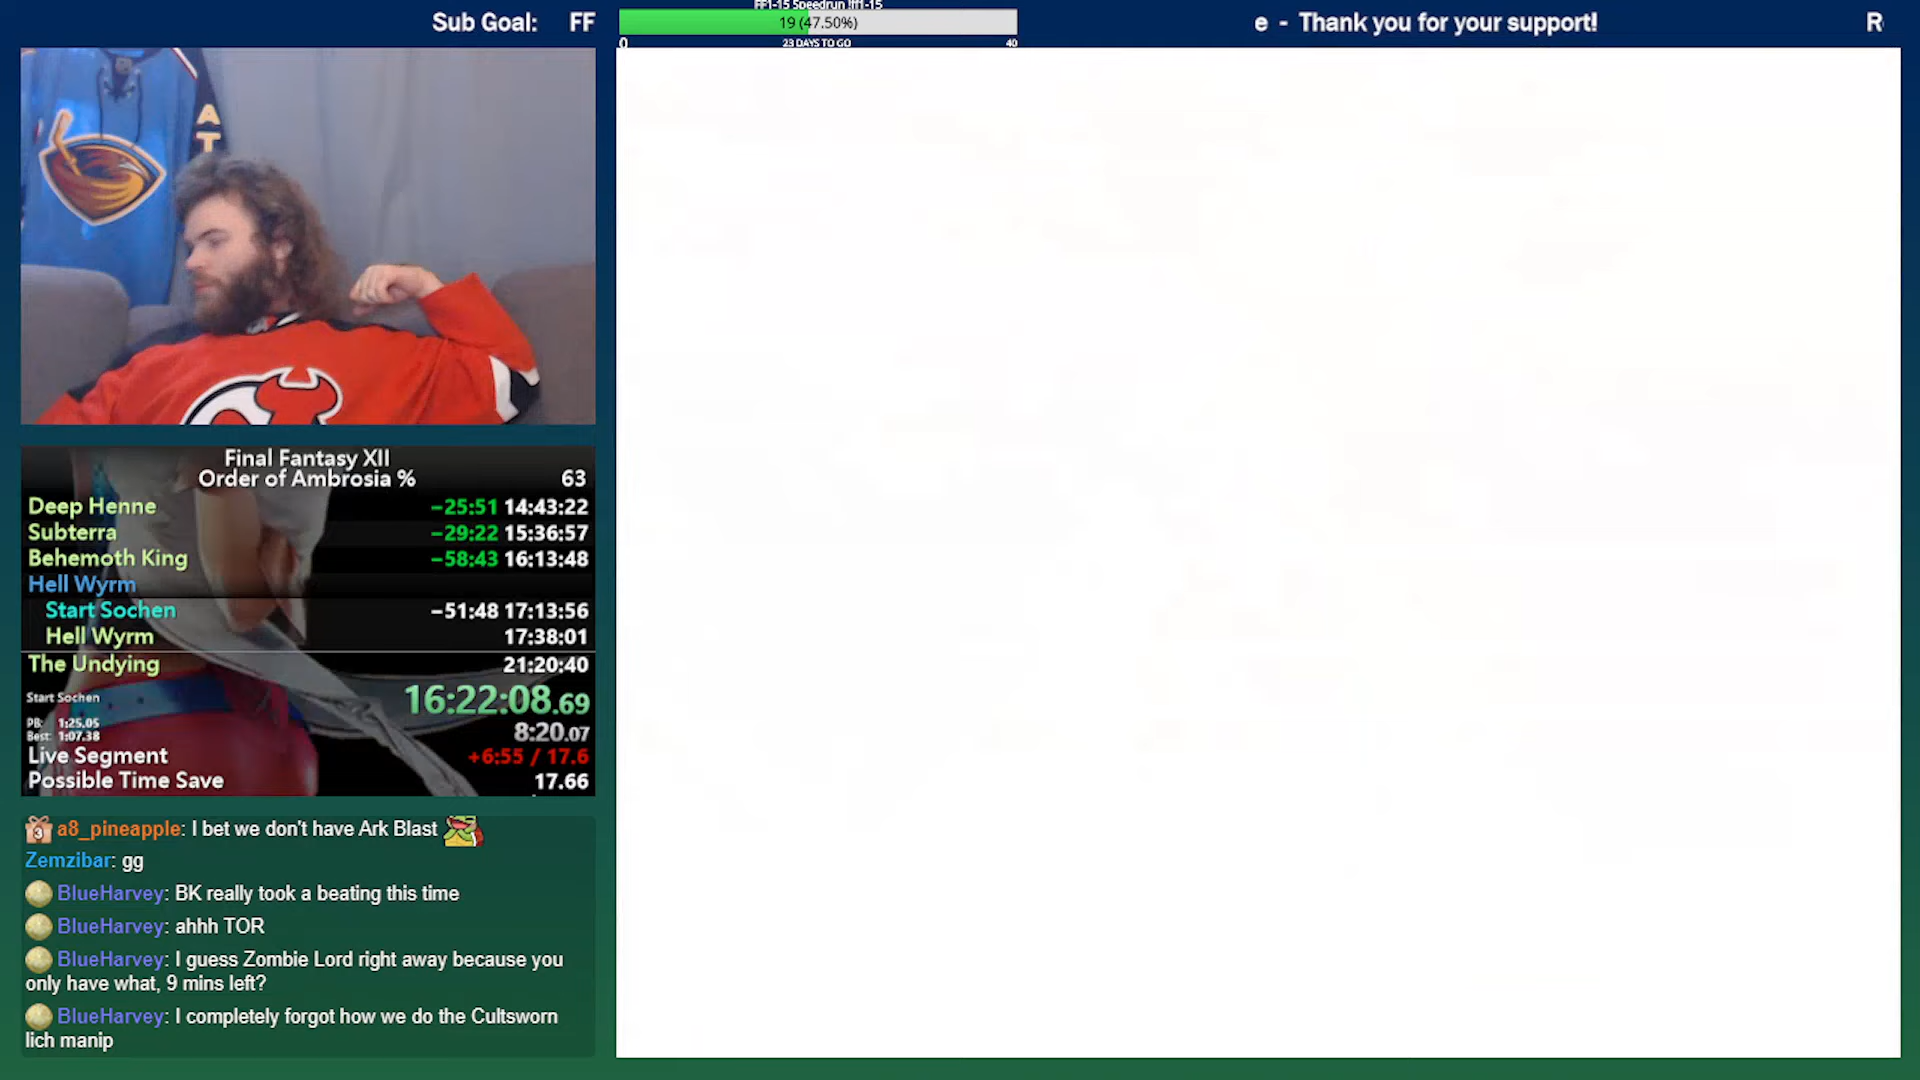 Sub Goal: FF
FF1-15 Speedrun !ff1-15
19 (47.50%)
0 23 DAYS TO GO 40
e - Thank you for your support! R
A
T
Final Fantasy XII
Order of Ambrosia % 63
Deep Henne -25:51 14:43:22
Subterra -29:22 15:36:57
Behemoth King -58:43 16:13:48
Hell Wyrm
Start Sochen -51:48 17:13:56
Hell Wyrm 17:38:01
The Undying 21:20:40
Start Sochen 16:22:08.69
PB: 1:25.05
Best: 1:07.38 8:20.07
Live Segment +6:55 / 17.6
Possible Time Save 17.66
3 a8_pineapple: I bet we don't have Ark Blast
Zemzibar: gg
BlueHarvey: BK really took a beating this time
BlueHarvey: ahhh TOR
BlueHarvey: I guess Zombie Lord right away because you
only have what, 9 mins left?
BlueHarvey: I completely forgot how we do the Cultsworn
lich manip